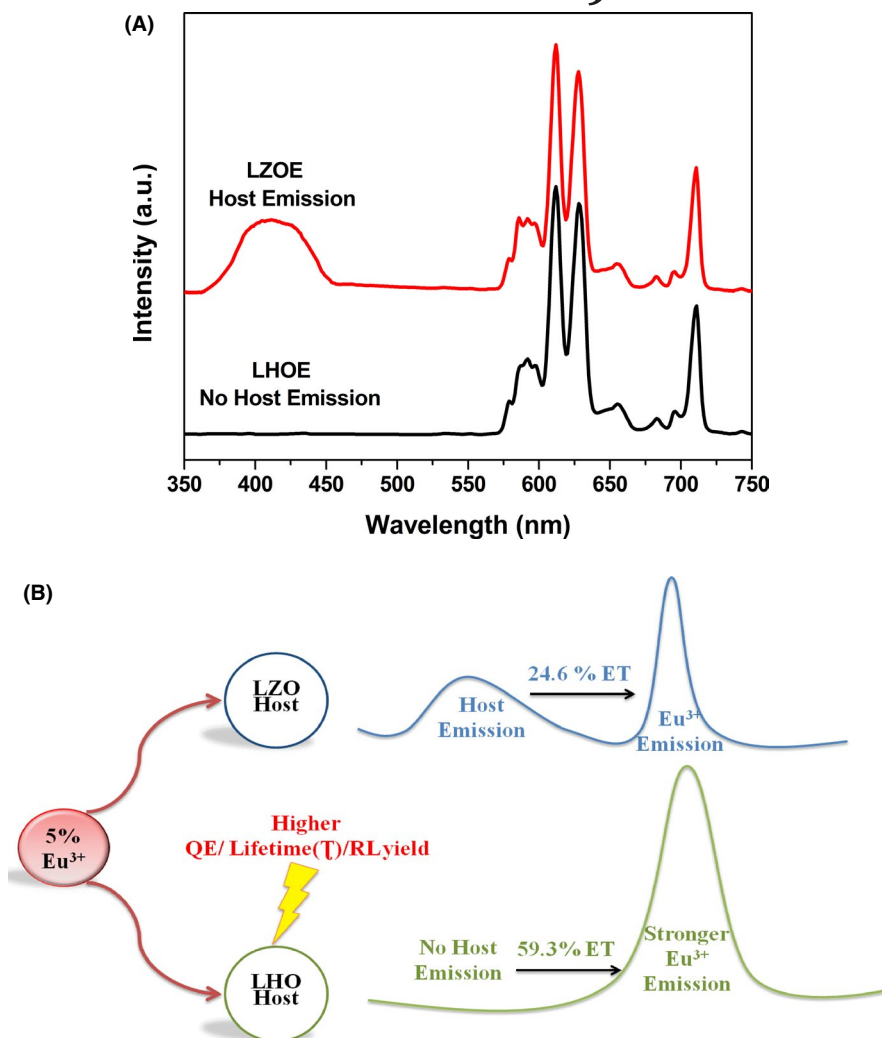 (A)
LZOE
Host Emission
LHOE
No Host Emission
Intensity (a.u.)
350 400 450 500 550 600 650 700 750
Wavelength (nm)
(B)
LZO
Host
Host
Emission
24.6 % ET
Eu³⁺
Emission
5%
Eu³⁺
Higher
QE/ Lifetime(Ʈ)/RLyield
LHO
Host
No Host
Emission
59.3% ET
Stronger
Eu³⁺
Emission